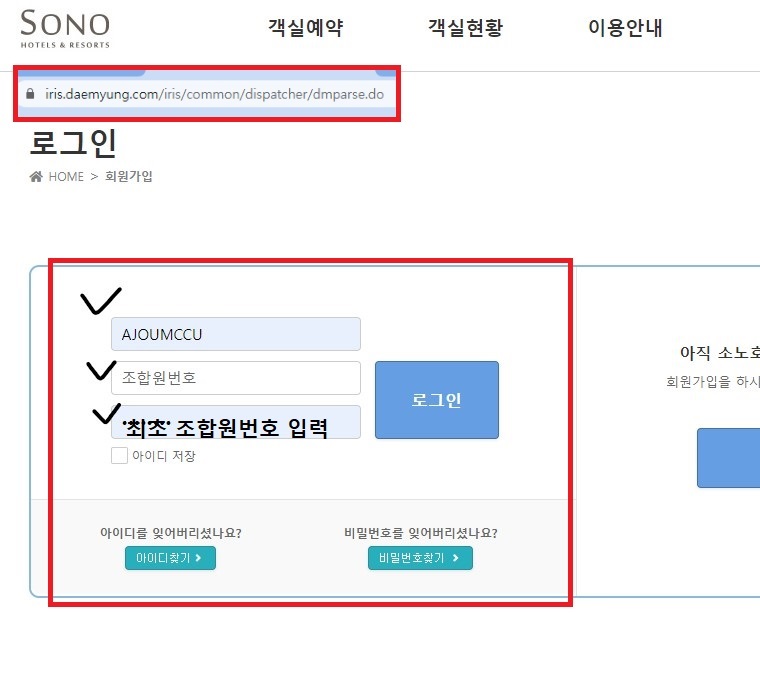 SONO
HOTELS & RESORTS
객실예약 객실현황 이용안내
iris.daemyung.com/iris/common/dispatcher/dmparse.do
로그인
HOME > 회원가입
AJOUMCCU
조합원번호
최초 조합원번호 입력
로그인
아이디 저장
아이디를 잊어버리셨나요?
아이디찾기 >
비밀번호를 잊어버리셨나요?
비밀번호찾기 >
아직 소노호
회원가입을 하시